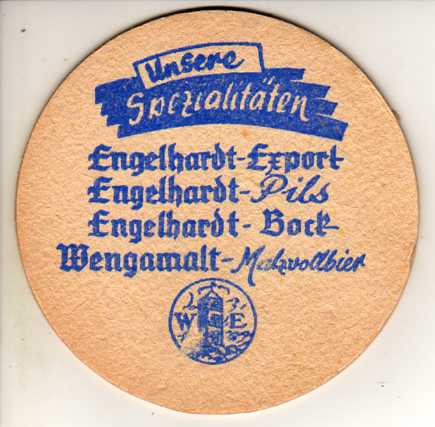 Unsere
Spezialitäten
Engelhardt-Export
Engelhardt-Pils
Engelhardt-Bock
Wengamalt-Malzvollbier
W E